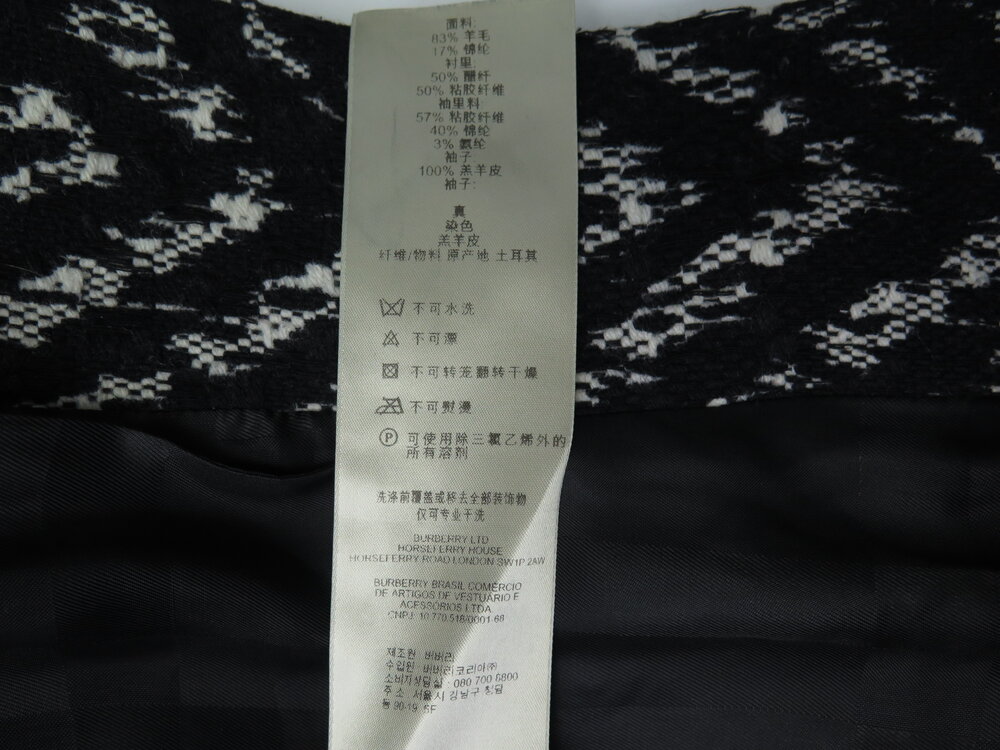 面料:
83% 羊毛
17% 锦纶
衬里:
50% 醋纤
50% 粘胶纤维
袖里料:
57% 粘胶纤维
40% 锦纶
3% 氨纶
袖子
100% 羔羊皮
袖子:
真
染色
羔羊皮
纤维/物料 原产地 土耳其
不可水洗
不可漂
不可转笼翻转干燥
不可熨烫
P 可使用除三氯乙烯外的
所有溶剂
洗涤前覆盖或移去全部装饰物
仅可专业干洗
BURBERRY LTD
HORSEFERRY HOUSE
HORSEFERRY ROAD LONDON SW1P 2AW
BURBERRY BRASIL COMÉRCIO
DE ARTIGOS DE VESTUÁRIO E
ACESSÓRIOS LTDA
CNPJ: 10.770.518/0001-68
제조원 버버리
수입원 버버리코리아㈜
소비자상담실: 080 700 8800
주소 서울시 강남구 청담
동 90-19 5F